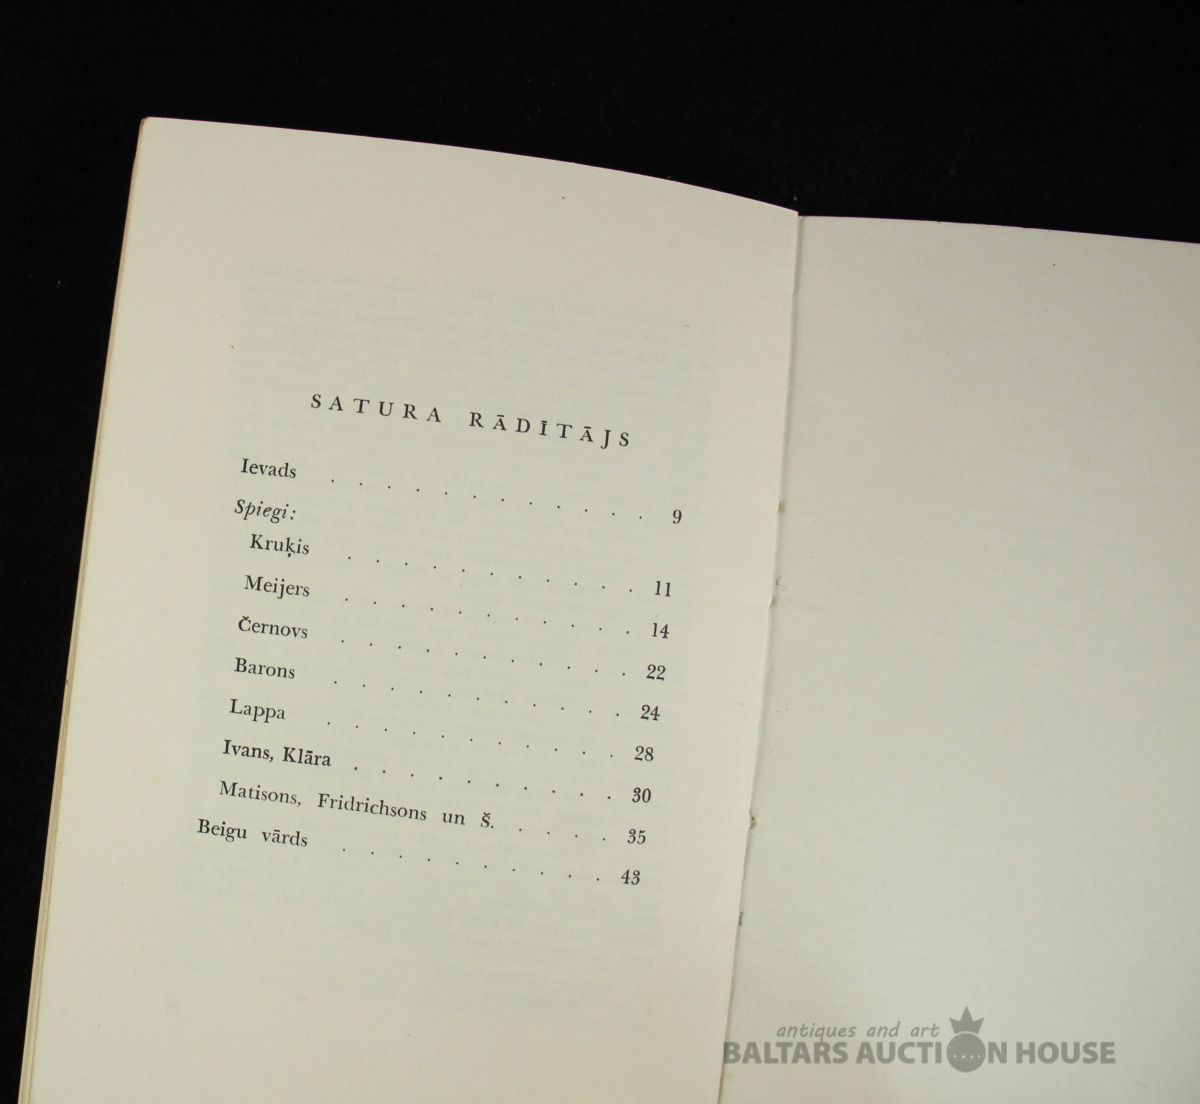 SATURA RĀDĪTĀJS
Ievads . . . . . . . . . . . . 9
Spiegi:
Kruķis . . . . . . . . . . . 11
Meijers . . . . . . . . . . . 14
Černovs . . . . . . . . . . . 22
Barons . . . . . . . . . . . 24
Lappa . . . . . . . . . . . 28
Ivans, Klāra . . . . . . . . . . 30
Matisons, Fridrichsons un Š. . . . . 35
Beigu vārds . . . . . . . . . . 43
antiques and art
BALTARS AUCTION HOUSE